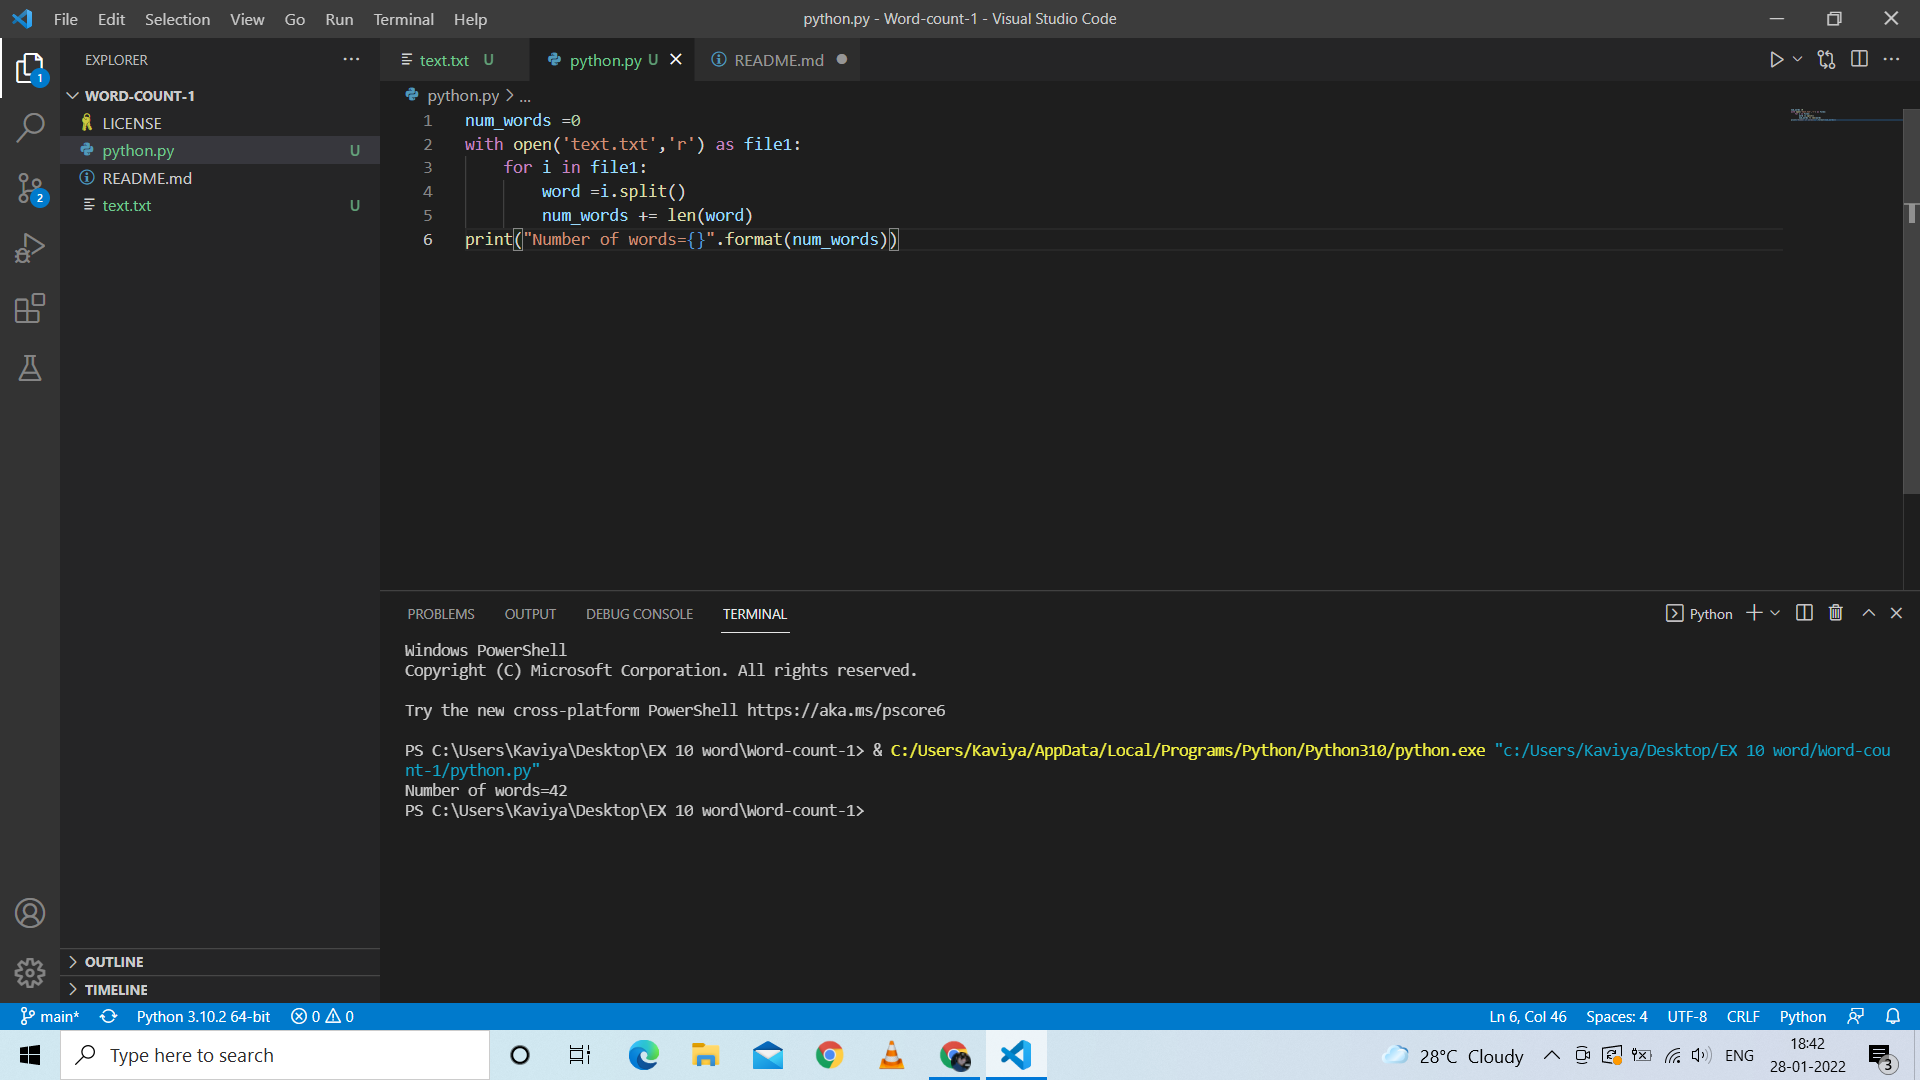 File Edit Selection View Go Run Terminal Help
python.py - Word-count-1 - Visual Studio Code
EXPLORER
WORD-COUNT-1
LICENSE
python.py U
README.md
text.txt U
OUTLINE
TIMELINE
1
2
text.txt U
python.py U
README.md
python.py > ...
1 num_words =0
2 with open('text.txt','r') as file1:
3 for i in file1:
4 word =i.split()
5 num_words += len(word)
6 print("Number of words={}".format(num_words))
PROBLEMS OUTPUT DEBUG CONSOLE TERMINAL
Python
Windows PowerShell
Copyright (C) Microsoft Corporation. All rights reserved.
Try the new cross-platform PowerShell https://aka.ms/pscore6
PS C:\Users\Kaviya\Desktop\EX 10 word\Word-count-1> & C:/Users/Kaviya/AppData/Local/Programs/Python/Python310/python.exe "c:/Users/Kaviya/Desktop/EX 10 word/Word-cou
nt-1/python.py"
Number of words=42
PS C:\Users\Kaviya\Desktop\EX 10 word\Word-count-1>
main* Python 3.10.2 64-bit 0 0 Ln 6, Col 46 Spaces: 4 UTF-8 CRLF Python
Type here to search
28°C Cloudy
ENG
18:42
28-01-2022
3